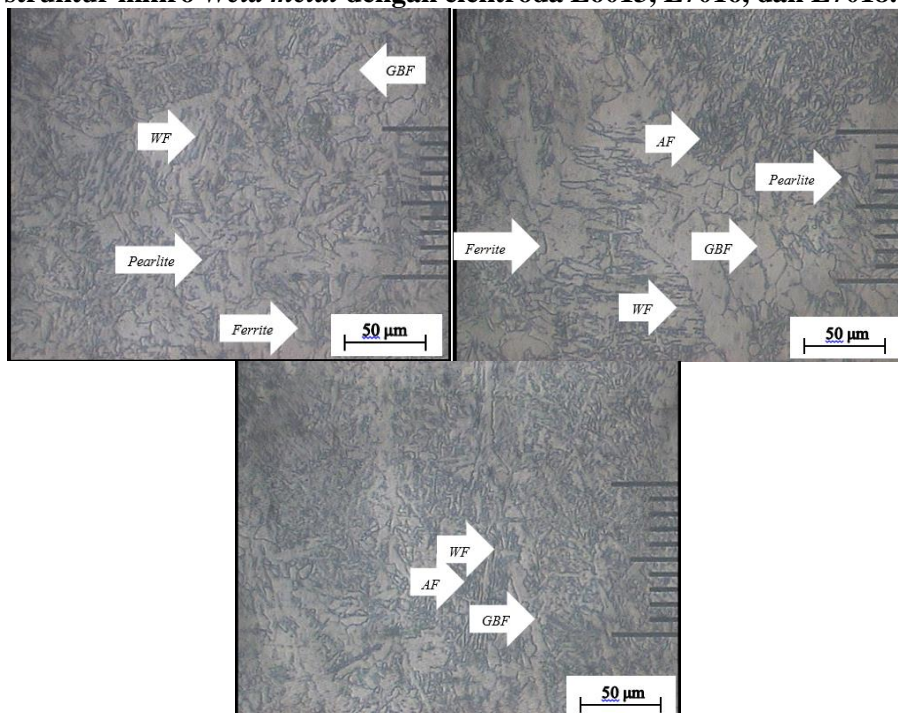 struktur mikro Weld metal dengan elektroda E6013, E7016, dan E7018.
GBF
WF
Pearlite
Ferrite
50 µm
AF
Pearlite
Ferrite
GBF
WF
50 µm
WF
AF
GBF
50 µm